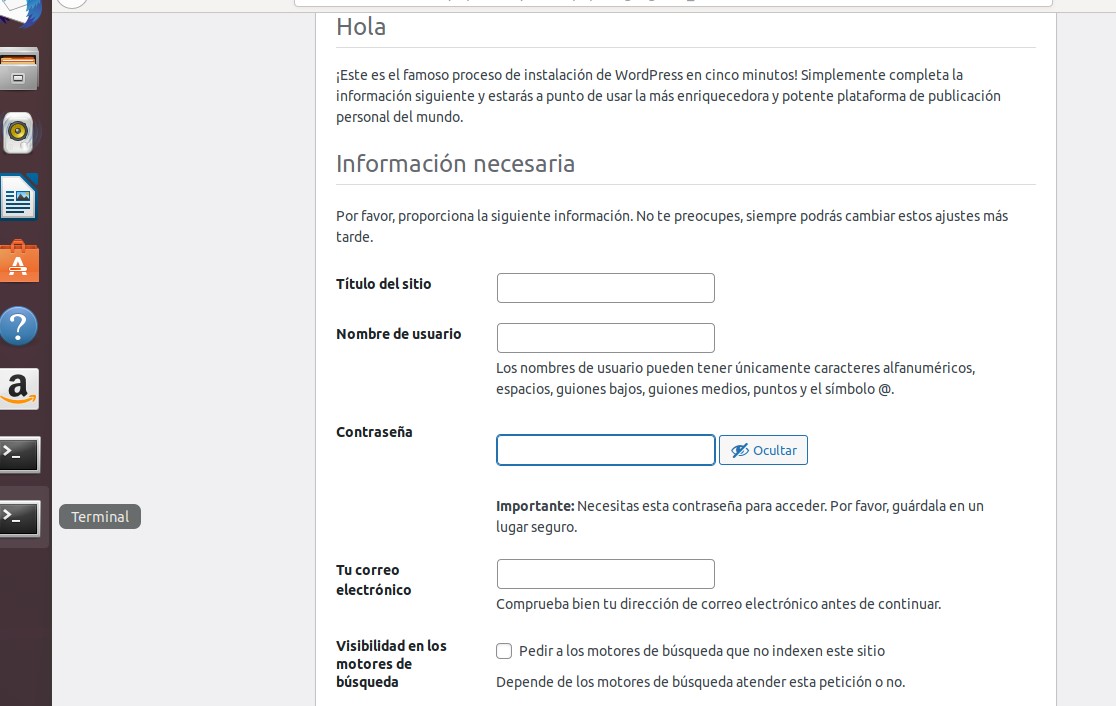 Hola
¡Este es el famoso proceso de instalación de WordPress en cinco minutos! Simplemente completa la
información siguiente y estarás a punto de usar la más enriquecedora y potente plataforma de publicación
personal del mundo.
Información necesaria
Por favor, proporciona la siguiente información. No te preocupes, siempre podrás cambiar estos ajustes más
tarde.
Título del sitio
Nombre de usuario
Los nombres de usuario pueden tener únicamente caracteres alfanuméricos,
espacios, guiones bajos, guiones medios, puntos y el símbolo @.
Contraseña
Ocultar
Importante: Necesitas esta contraseña para acceder. Por favor, guárdala en un
lugar seguro.
Terminal
Tu correo
electrónico
Comprueba bien tu dirección de correo electrónico antes de continuar.
Visibilidad en los
motores de
búsqueda
Pedir a los motores de búsqueda que no indexen este sitio
Depende de los motores de búsqueda atender esta petición o no.